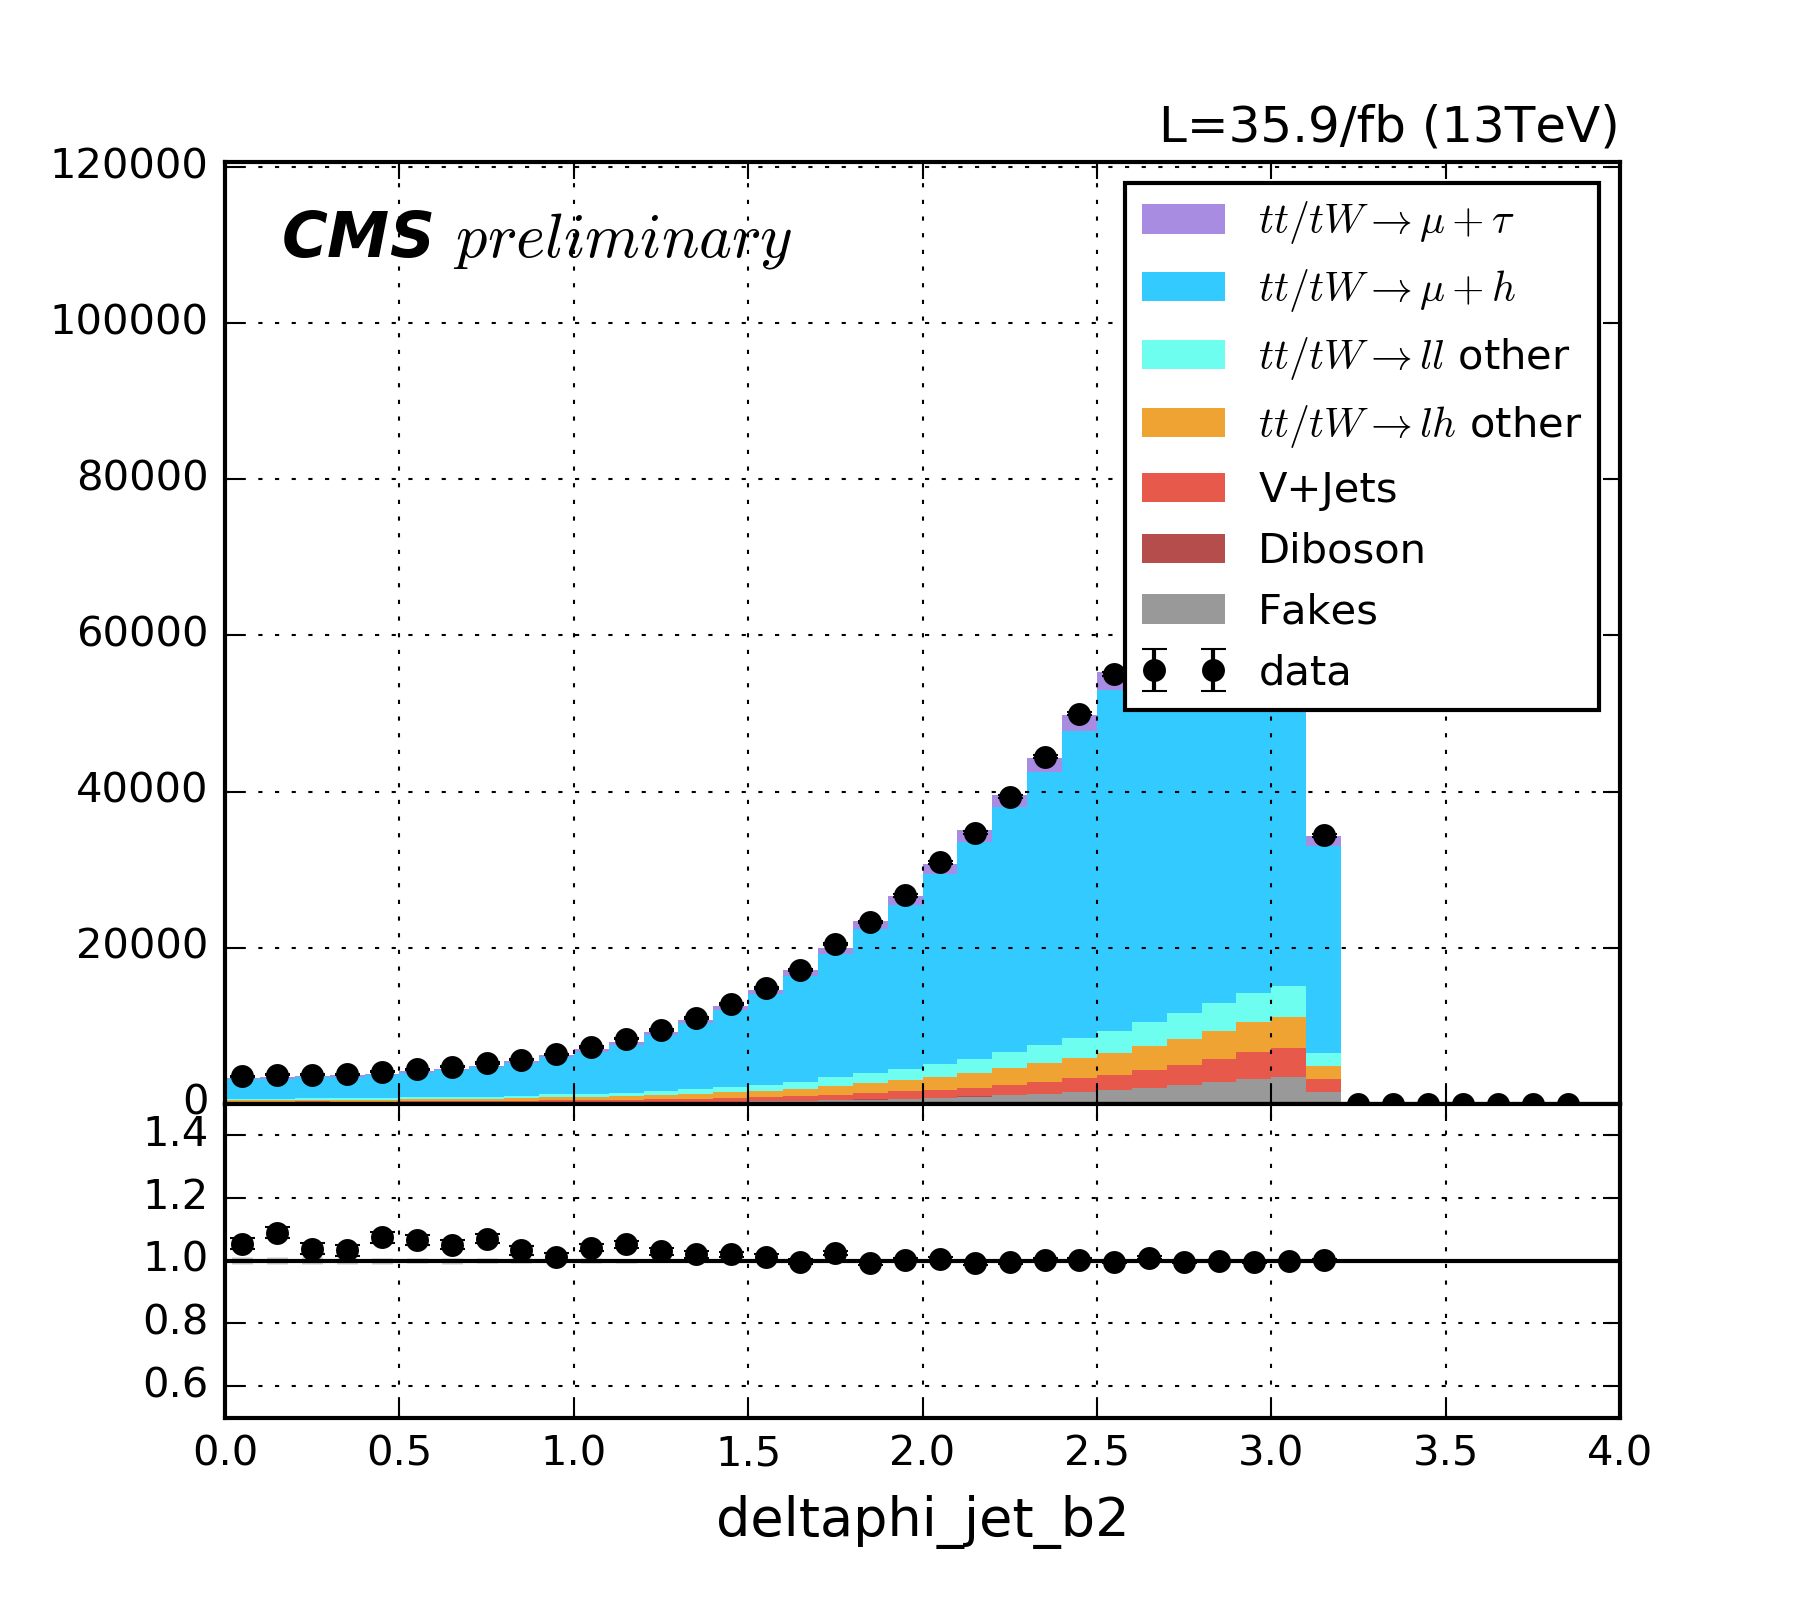 L=35.9/fb (13TeV)
120000
100000
80000
60000
40000
20000
0
CMS preliminary
tt/tW→μ+τ
tt/tW→μ+h
tt/tW→ll other
tt/tW→lh other
V+Jets
Diboson
Fakes
data
1.4
1.2
1.0
0.8
0.6
0.0 0.5 1.0 1.5 2.0 2.5 3.0 3.5 4.0
deltaphi_jet_b2